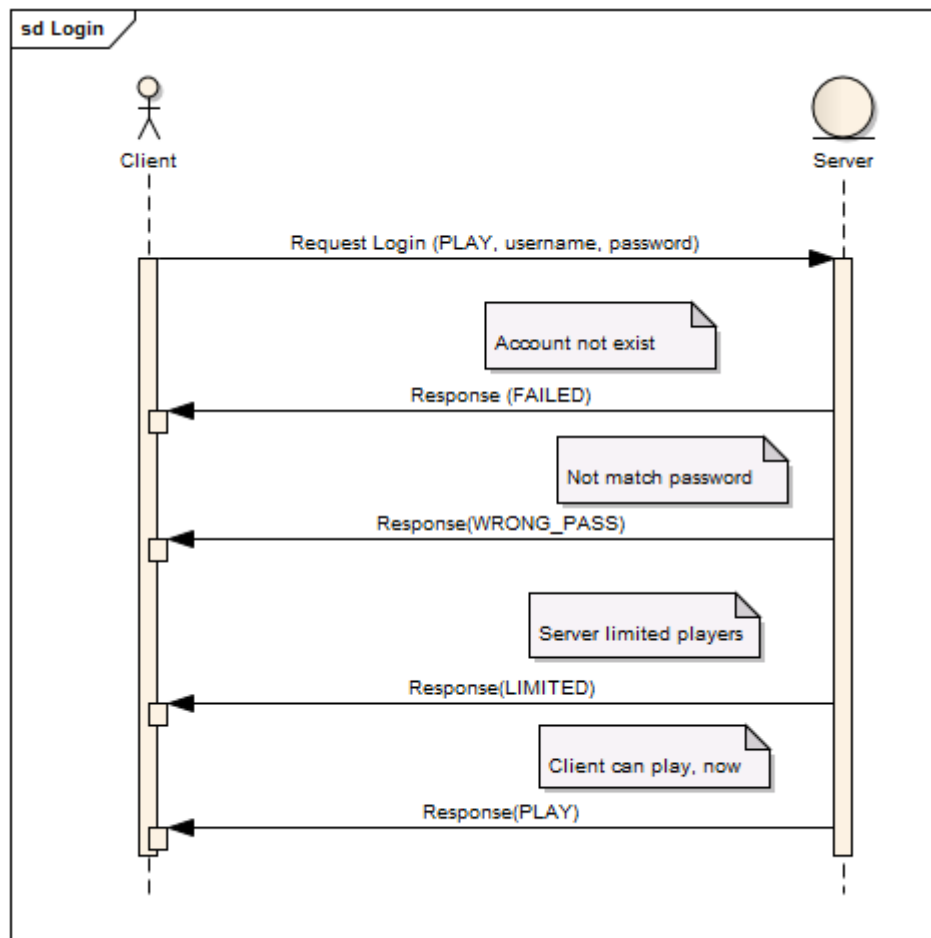 sd Login
Client
Server
Request Login (PLAY, username, password)
Account not exist
Response (FAILED)
Not match password
Response(WRONG_PASS)
Server limited players
Response(LIMITED)
Client can play, now
Response(PLAY)